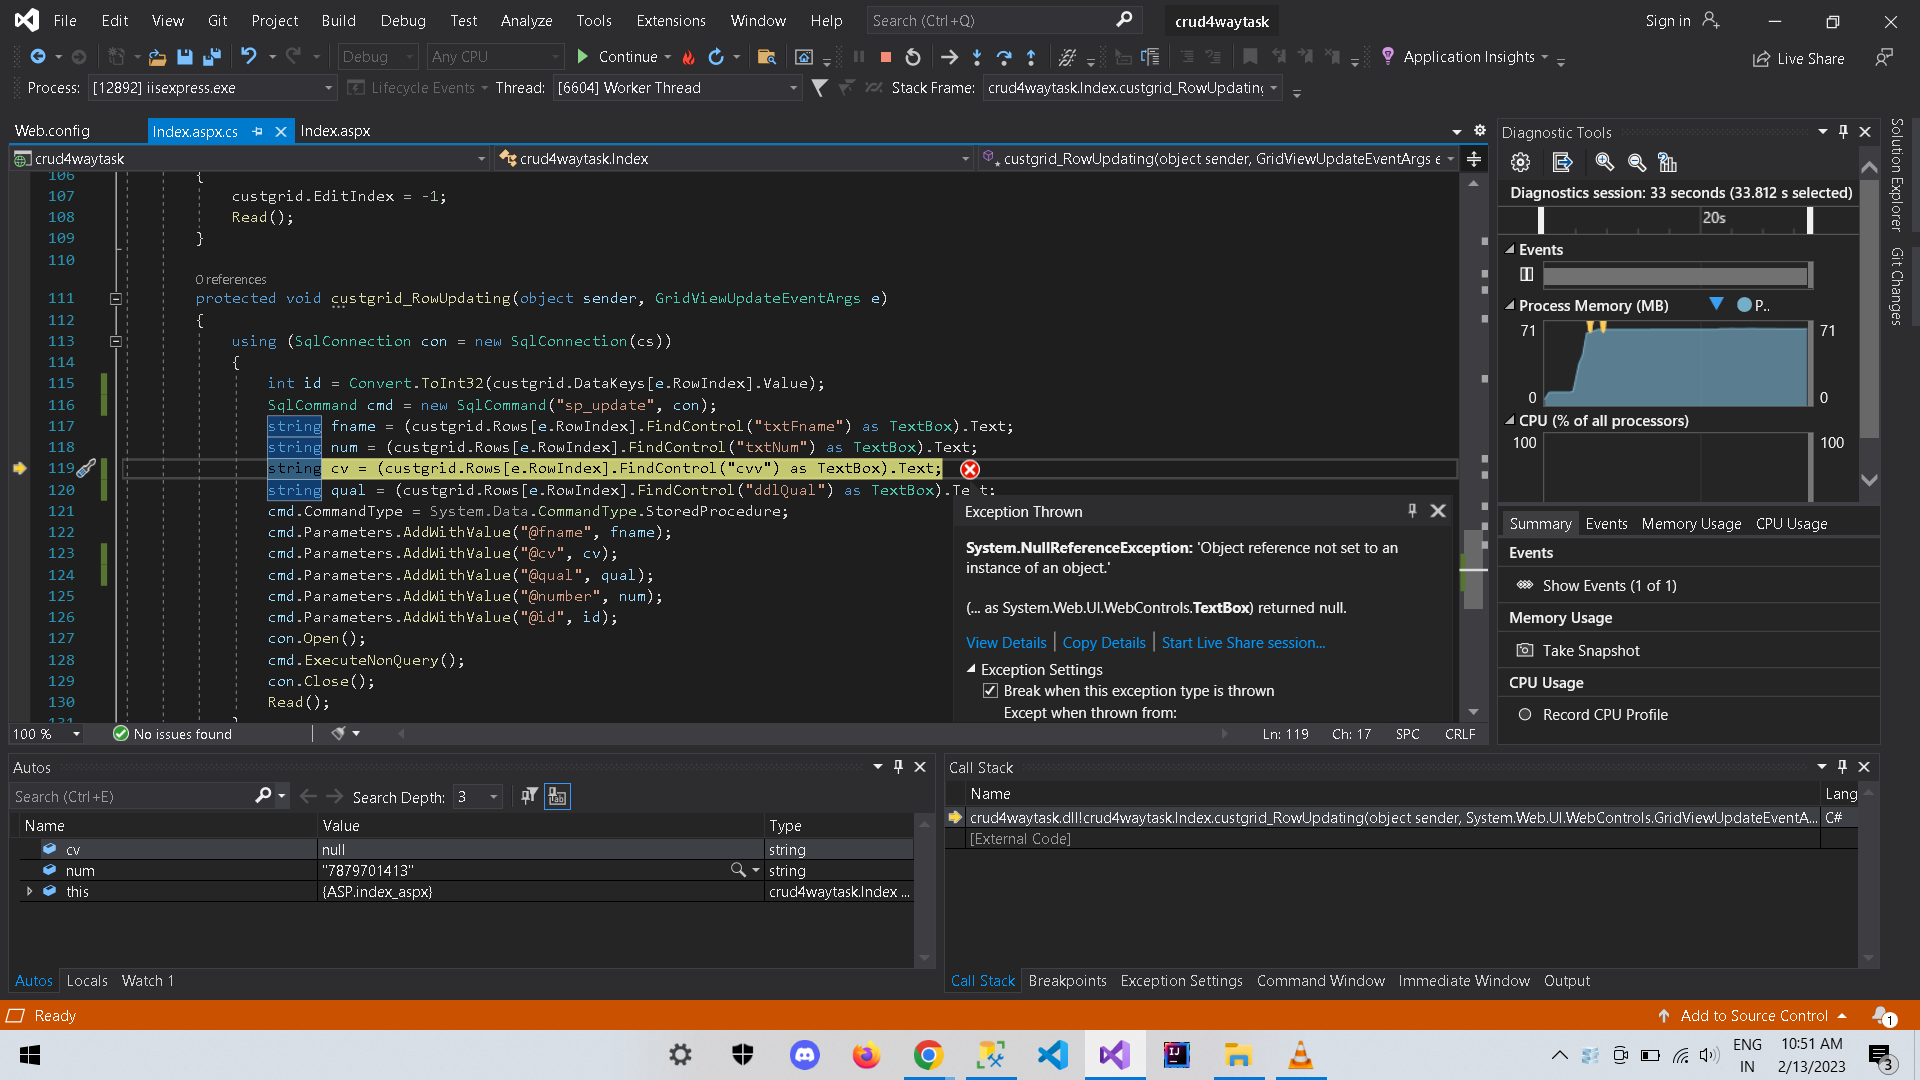 File Edit View Git Project Build Debug Test Analyze Tools Extensions Window Help Search (Ctrl+Q) crud4waytask Sign in
Debug Any CPU Continue Application Insights Live Share
Process: [12892] iisexpress.exe Lifecycle Events Thread: [6604] Worker Thread Stack Frame: crud4waytask.Index.custgrid_RowUpdating
Web.config Index.aspx.cs Index.aspx
crud4waytask crud4waytask.Index custgrid_RowUpdating(object sender, GridViewUpdateEventArgs e
106 {
107 custgrid.EditIndex = -1;
108 Read();
109 }
110
0 references
111 protected void custgrid_RowUpdating(object sender, GridViewUpdateEventArgs e)
112 {
113 using (SqlConnection con = new SqlConnection(cs))
114 {
115 int id = Convert.ToInt32(custgrid.DataKeys[e.RowIndex].Value);
116 SqlCommand cmd = new SqlCommand("sp_update", con);
117 string fname = (custgrid.Rows[e.RowIndex].FindControl("txtFname") as TextBox).Text;
118 string num = (custgrid.Rows[e.RowIndex].FindControl("txtNum") as TextBox).Text;
119 string cv = (custgrid.Rows[e.RowIndex].FindControl("cvv") as TextBox).Text;
120 string qual = (custgrid.Rows[e.RowIndex].FindControl("ddlQual") as TextBox).Text;
121 cmd.CommandType = System.Data.CommandType.StoredProcedure;
122 cmd.Parameters.AddWithValue("@fname", fname);
123 cmd.Parameters.AddWithValue("@cv", cv);
124 cmd.Parameters.AddWithValue("@qual", qual);
125 cmd.Parameters.AddWithValue("@number", num);
126 cmd.Parameters.AddWithValue("@id", id);
127 con.Open();
128 cmd.ExecuteNonQuery();
129 con.Close();
130 Read();
131 }
Exception Thrown
System.NullReferenceException: 'Object reference not set to an
instance of an object.'
(... as System.Web.UI.WebControls.TextBox) returned null.
View Details Copy Details Start Live Share session...
Exception Settings
Break when this exception type is thrown
Except when thrown from:
100 % No issues found Ln: 119 Ch: 17 SPC CRLF
Diagnostic Tools
Diagnostics session: 33 seconds (33.812 s selected)
20s
Events
Process Memory (MB) P..
71 71
0 0
CPU (% of all processors)
100 100
Summary Events Memory Usage CPU Usage
Events
Show Events (1 of 1)
Memory Usage
Take Snapshot
CPU Usage
Record CPU Profile
Solution Explorer
Git Changes
Autos
Search (Ctrl+E) Search Depth: 3
Name Value Type
cv null string
num "7879701413" string
this {ASP.index_aspx} crud4waytask.Index ...
Autos Locals Watch 1
Call Stack
Name Lang
crud4waytask.dll!crud4waytask.Index.custgrid_RowUpdating(object sender, System.Web.UI.WebControls.GridViewUpdateEventA... C#
[External Code]
Call Stack Breakpoints Exception Settings Command Window Immediate Window Output
Ready Add to Source Control 1
ENG 10:51 AM
IN 2/13/2023 3